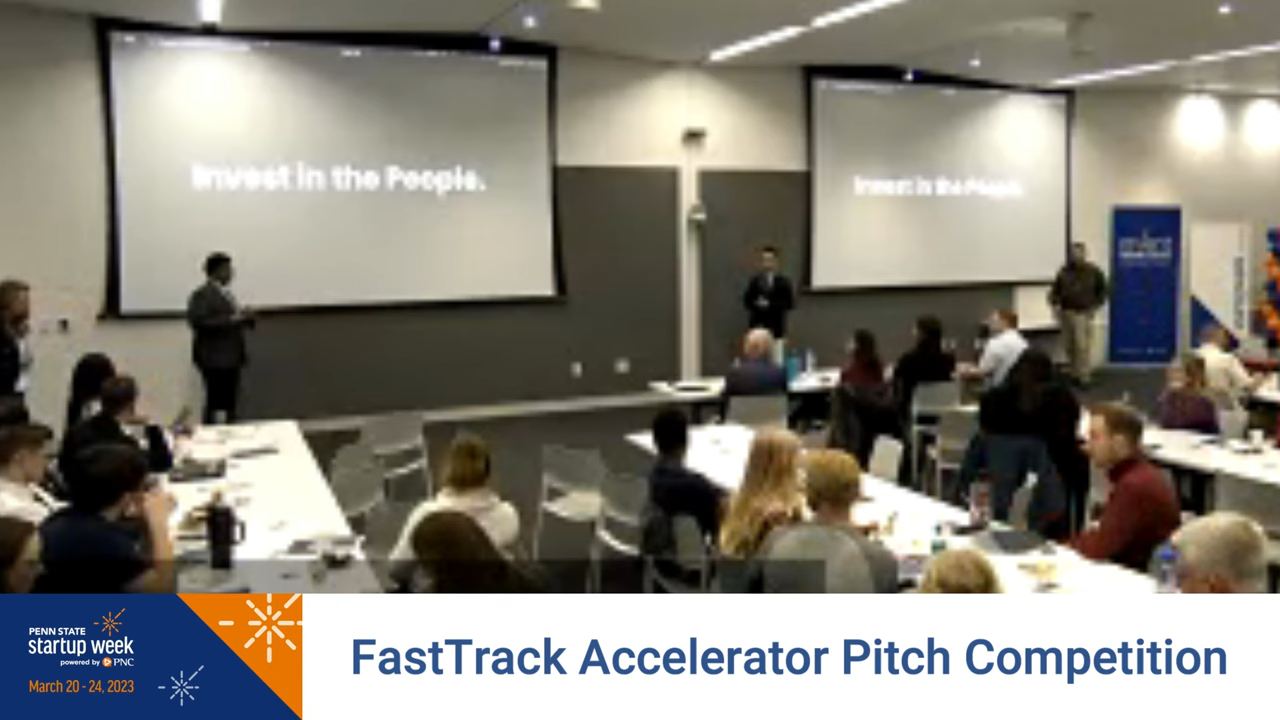 Invest in the People.
Invest in the People.
PENN STATE
startup week
powered by PNC
March 20 - 24, 2023
FastTrack Accelerator Pitch Competition